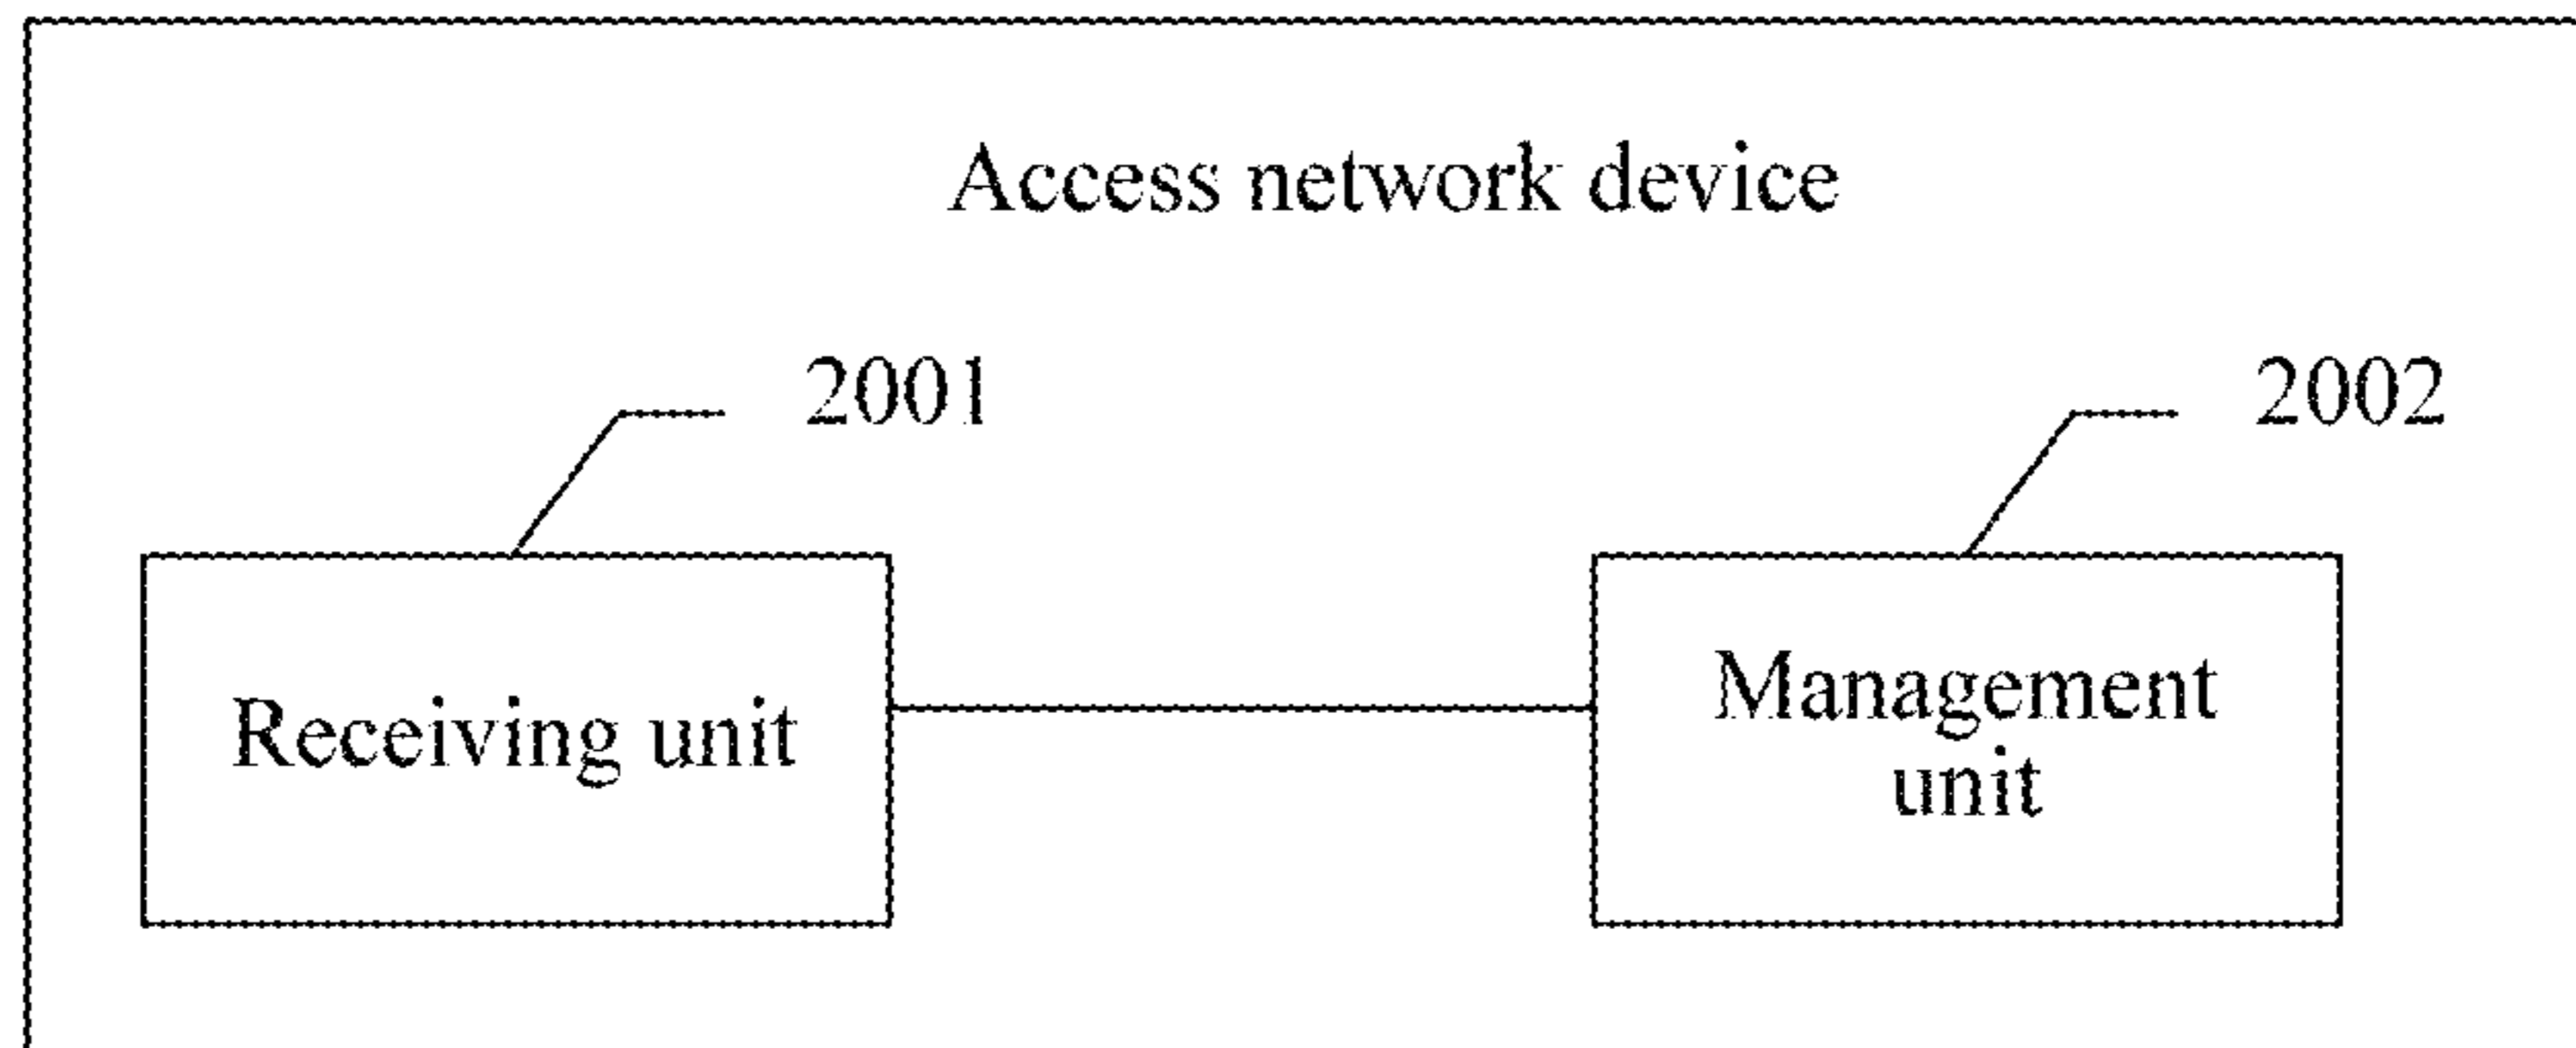 Access network device
2001
2002
Receiving unit
Management
unit